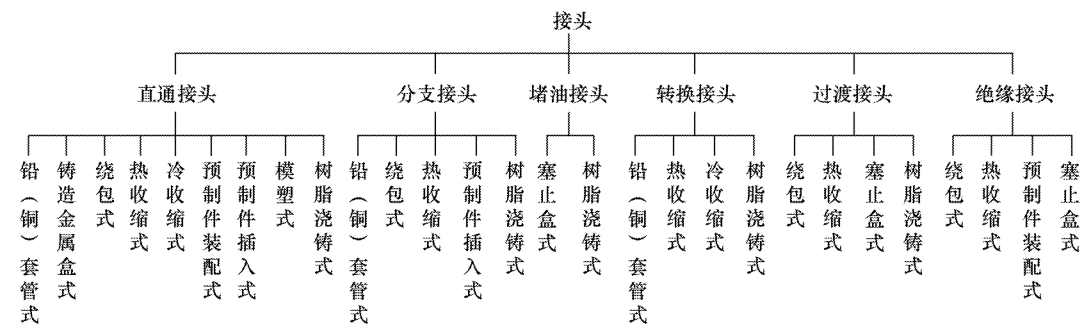 接头
直通接头
分支接头
堵油接头
转换接头
过渡接头
绝缘接头
铅（铜）套管式
铸造金属盒式
绕包式
热收缩式
冷收缩式
预制件装配式
预制件插入式
模塑式
树脂浇铸式
铅（铜）套管式
绕包式
热收缩式
预制件插入式
树脂浇铸式
塞止盒式
树脂浇铸式
铅（铜）套管式
热收缩式
冷收缩式
树脂浇铸式
绕包式
热收缩式
塞止盒式
树脂浇铸式
绕包式
热收缩式
预制件装配式
塞止盒式